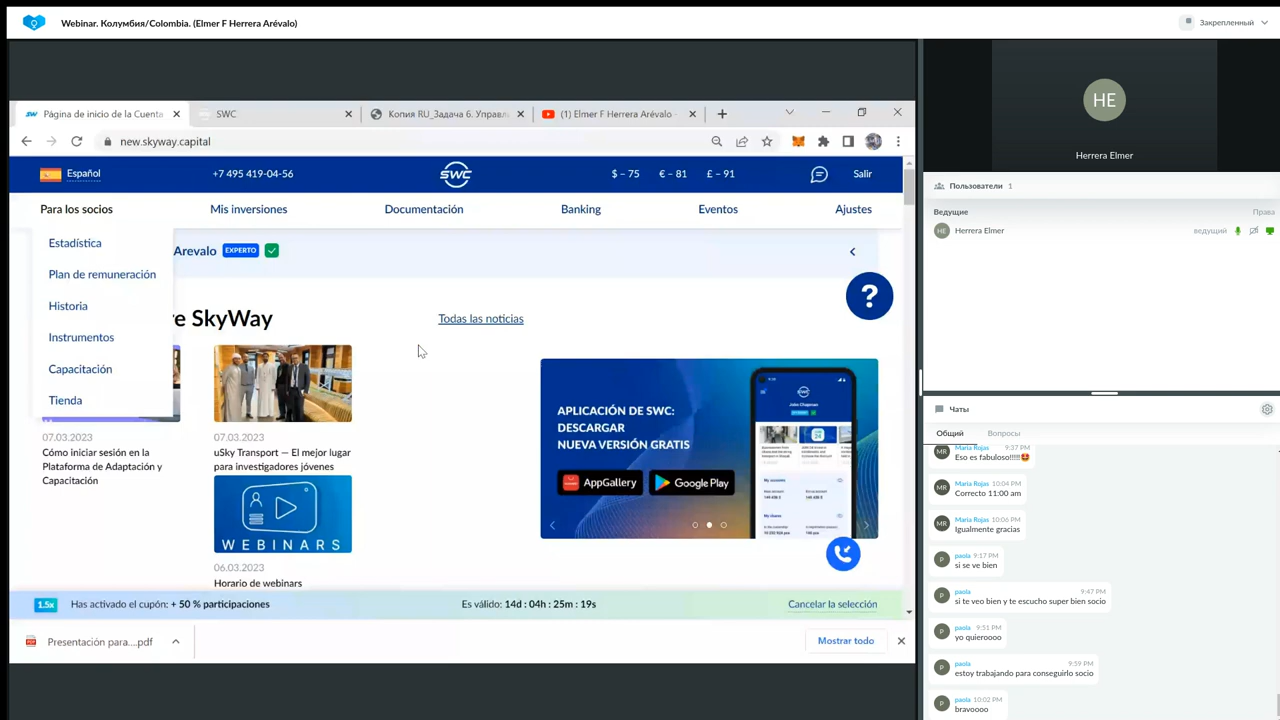 Webinar. Колумбия/Colombia. (Elmer F Herrera Arévalo)
Закрепленный
Página de inicio de la Cuenta
SWC
Копия RU_Задача 6. Управл
(1) Elmer F Herrera Arévalo -
new.skyway.capital
Español
+7 495 419-04-56
SWC
$ – 75
€ – 81
£ – 91
Salir
Para los socios
Mis inversiones
Documentación
Banking
Eventos
Ajustes
Estadística
Plan de remuneración
Historia
Instrumentos
Capacitación
Tienda
Arevalo
EXPERTO
?
e SkyWay
Todas las noticias
07.03.2023
Cómo iniciar sesión en la
Plataforma de Adaptación y
Capacitación
07.03.2023
uSky Transport — El mejor lugar
para investigadores jóvenes
WEBINARS
06.03.2023
Horario de webinars
APLICACIÓN DE SWC:
DESCARGAR
NUEVA VERSIÓN GRATIS
AppGallery
Google Play
1.5x
Has activado el cupón: + 50 % participaciones
Es válido: 14d : 04h : 25m : 19s
Cancelar la selección
Presentación para....pdf
Mostrar todo
HE
Herrera Elmer
Пользователи 1
Ведущие
Права
HE
Herrera Elmer
ведущий
Чаты
Общий
Вопросы
MR
Maria Rojas 9:37 PM
Eso es fabuloso!!!!!🤩
MR
Maria Rojas 10:04 PM
Correcto 11:00 am
MR
Maria Rojas 10:06 PM
Igualmente gracias
P
paola 9:17 PM
si se ve bien
P
paola 9:47 PM
si te veo bien y te escucho super bien socio
P
paola 9:51 PM
yo quieroooo
P
paola 9:59 PM
estoy trabajando para conseguirlo socio
P
paola 10:02 PM
bravoooo